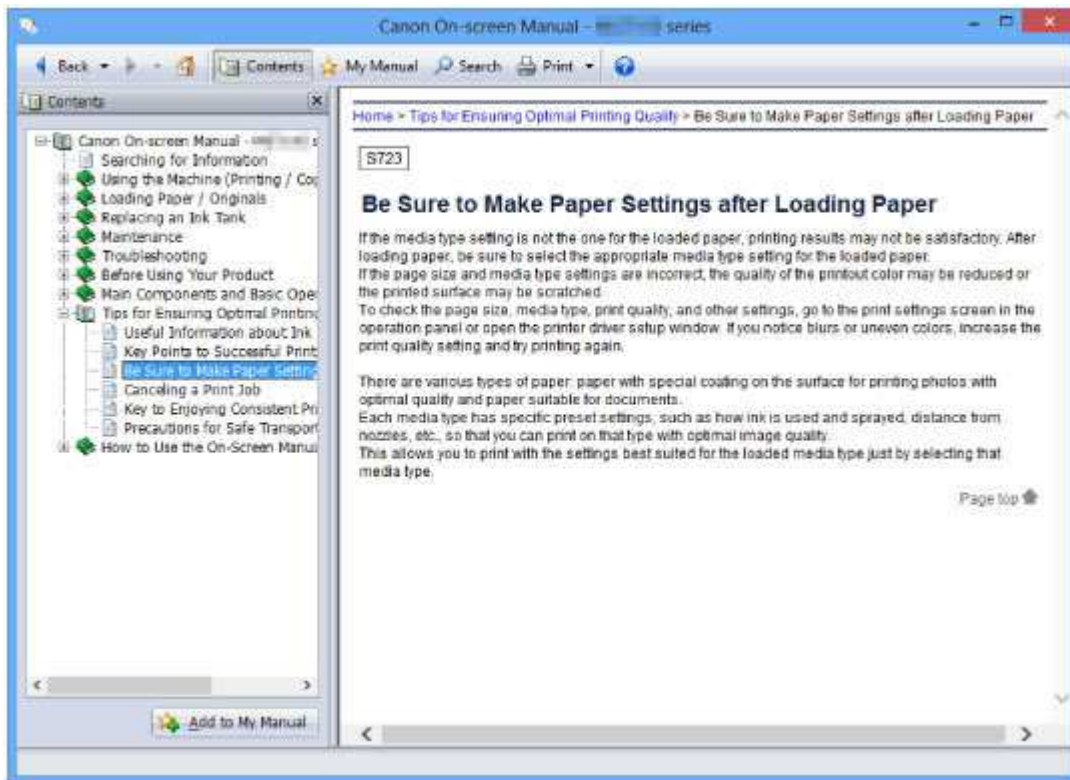 Canon On-screen Manual - series
Back
Contents
My Manual
Search
Print
Contents
Canon On-screen Manual -
Searching for Information
Using the Machine (Printing / Cop
Loading Paper / Originals
Replacing an Ink Tank
Maintenance
Troubleshooting
Before Using Your Product
Main Components and Basic Oper
Tips for Ensuring Optimal Printing
Useful Information about Ink
Key Points to Successful Print
Be Sure to Make Paper Setting
Canceling a Print Job
Key to Enjoying Consistent Pri
Precautions for Safe Transport
How to Use the On-Screen Manua
Add to My Manual
Home > Tips for Ensuring Optimal Printing Quality > Be Sure to Make Paper Settings after Loading Paper
S723
Be Sure to Make Paper Settings after Loading Paper
If the media type setting is not the one for the loaded paper, printing results may not be satisfactory. After
loading paper, be sure to select the appropriate media type setting for the loaded paper.
If the page size and media type settings are incorrect, the quality of the printout color may be reduced or
the printed surface may be scratched.
To check the page size, media type, print quality, and other settings, go to the print settings screen in the
operation panel or open the printer driver setup window. If you notice blurs or uneven colors, increase the
print quality setting and try printing again.
There are various types of paper: paper with special coating on the surface for printing photos with
optimal quality and paper suitable for documents.
Each media type has specific preset settings, such as how ink is used and sprayed, distance from
nozzles, etc., so that you can print on that type with optimal image quality.
This allows you to print with the settings best suited for the loaded media type just by selecting that
media type.
Page top